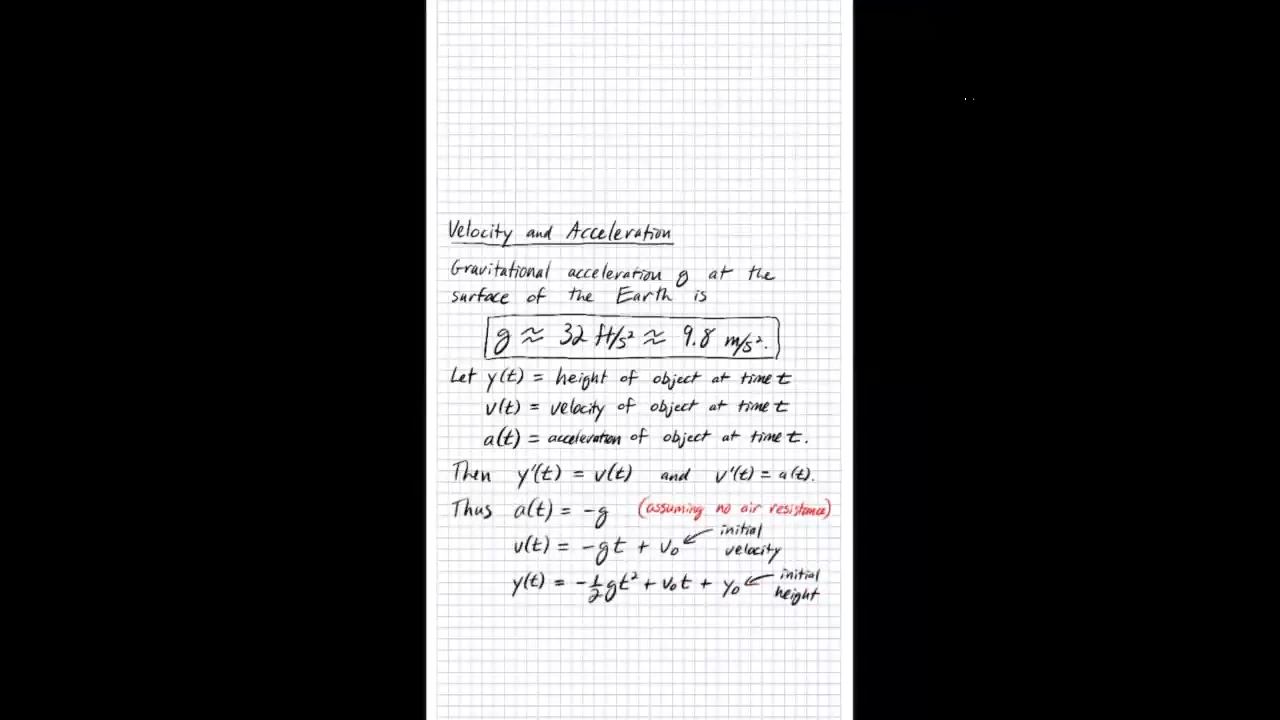 Velocity and Acceleration
Gravitational acceleration g at the
surface of the Earth is
g ≈ 32 ft/s² ≈ 9.8 m/s².
Let y(t) = height of object at time t
v(t) = velocity of object at time t
a(t) = acceleration of object at time t.
Then y'(t) = v(t) and v'(t) = a(t).
Thus a(t) = -g (assuming no air resistance)
v(t) = -gt + v₀ ← initial velocity
y(t) = -½gt² + v₀t + y₀ ← initial height